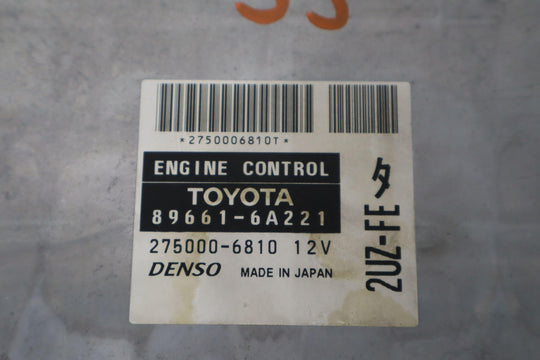 *2750006810T*
ENGINE CONTROL
TOYOTA
89661-6A221
275000-6810 12V
DENSO MADE IN JAPAN
タ
2UZ-FE